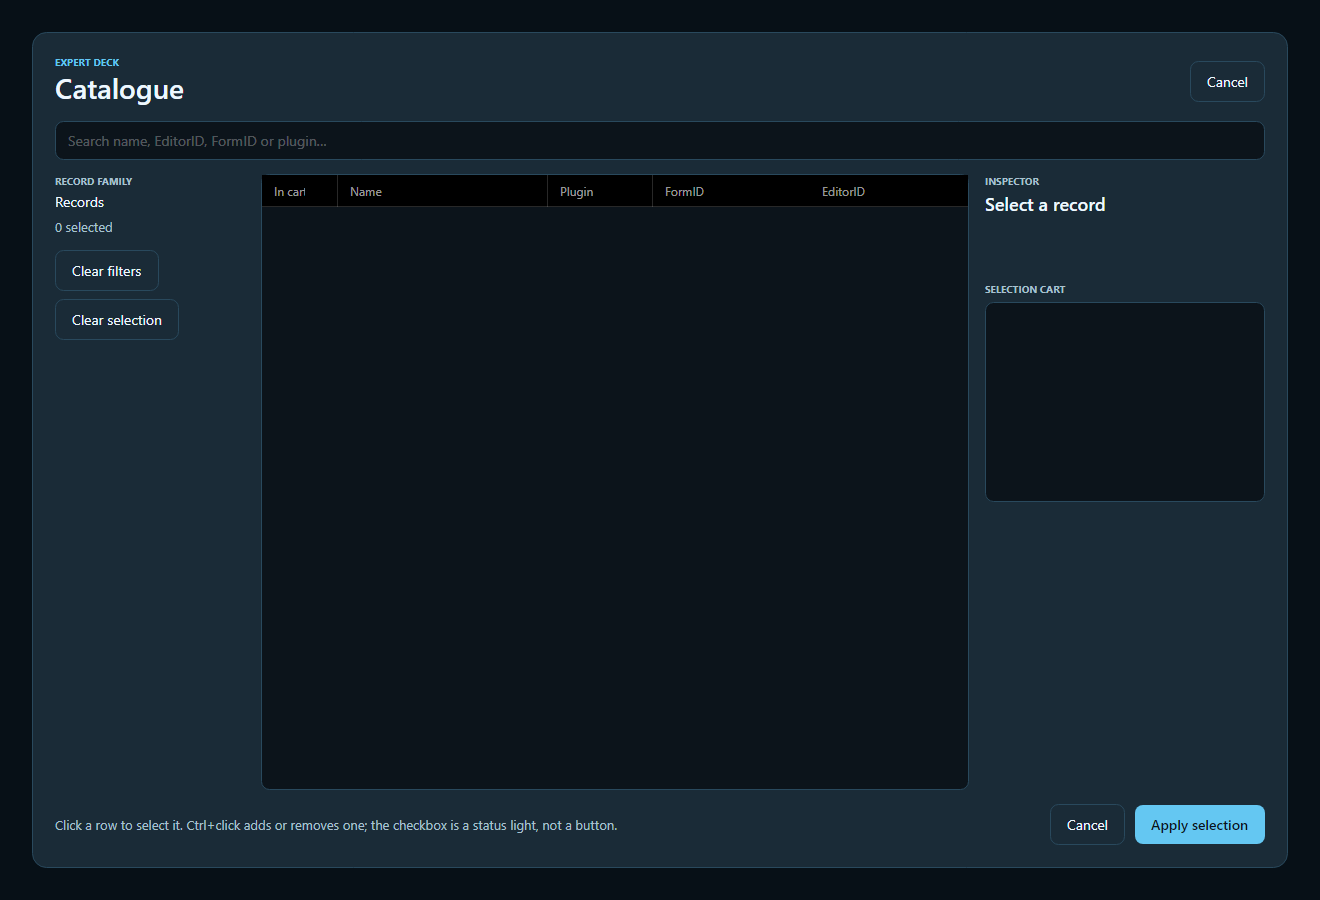 EXPERT DECK
Catalogue
Cancel
Search name, EditorID, FormID or plugin...
RECORD FAMILY
Records
0 selected
Clear filters
Clear selection
In cart
Name
Plugin
FormID
EditorID
INSPECTOR
Select a record
SELECTION CART
Click a row to select it. Ctrl+click adds or removes one; the checkbox is a status light, not a button.
Cancel
Apply selection